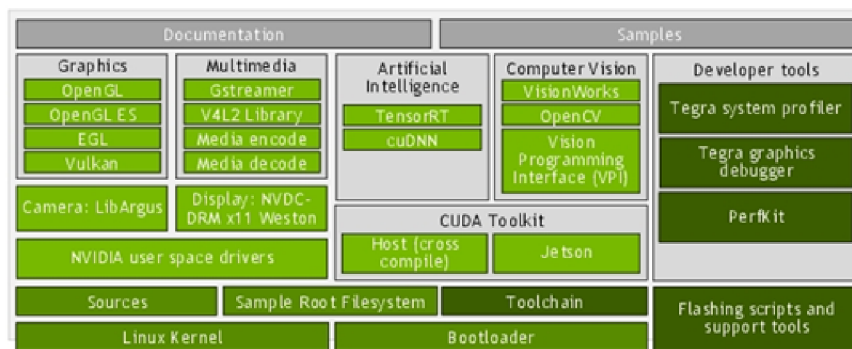 Documentation
Samples
Graphics
OpenGL
OpenGL ES
EGL
Vulkan
Multimedia
Gstreamer
V4L2 Library
Media encode
Media decode
Artificial
Intelligence
TensorRT
cuDNN
Computer Vision
VisionWorks
OpenCV
Vision
Programming
Interface (VPI)
Developer tools
Tegra system profiler
Tegra graphics
debugger
PerfKit
Camera: LibArgus
Display: NVDC-
DRM x11 Weston
CUDA Toolkit
Host (cross
compile)
Jetson
NVIDIA user space drivers
Sources
Sample Root Filesystem
Toolchain
Flashing scripts and
support tools
Linux Kernel
Bootloader